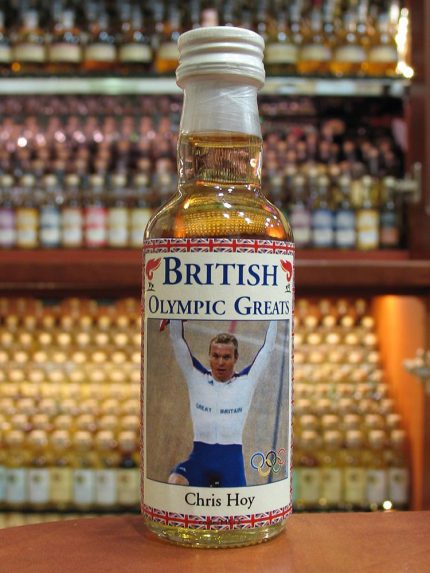 BRITISH
OLYMPIC GREATS
GREAT BRITAIN
Chris Hoy